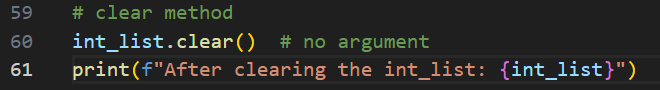 59 # clear method
60 int_list.clear()  # no argument
61 print(f"After clearing the int_list: {int_list}")